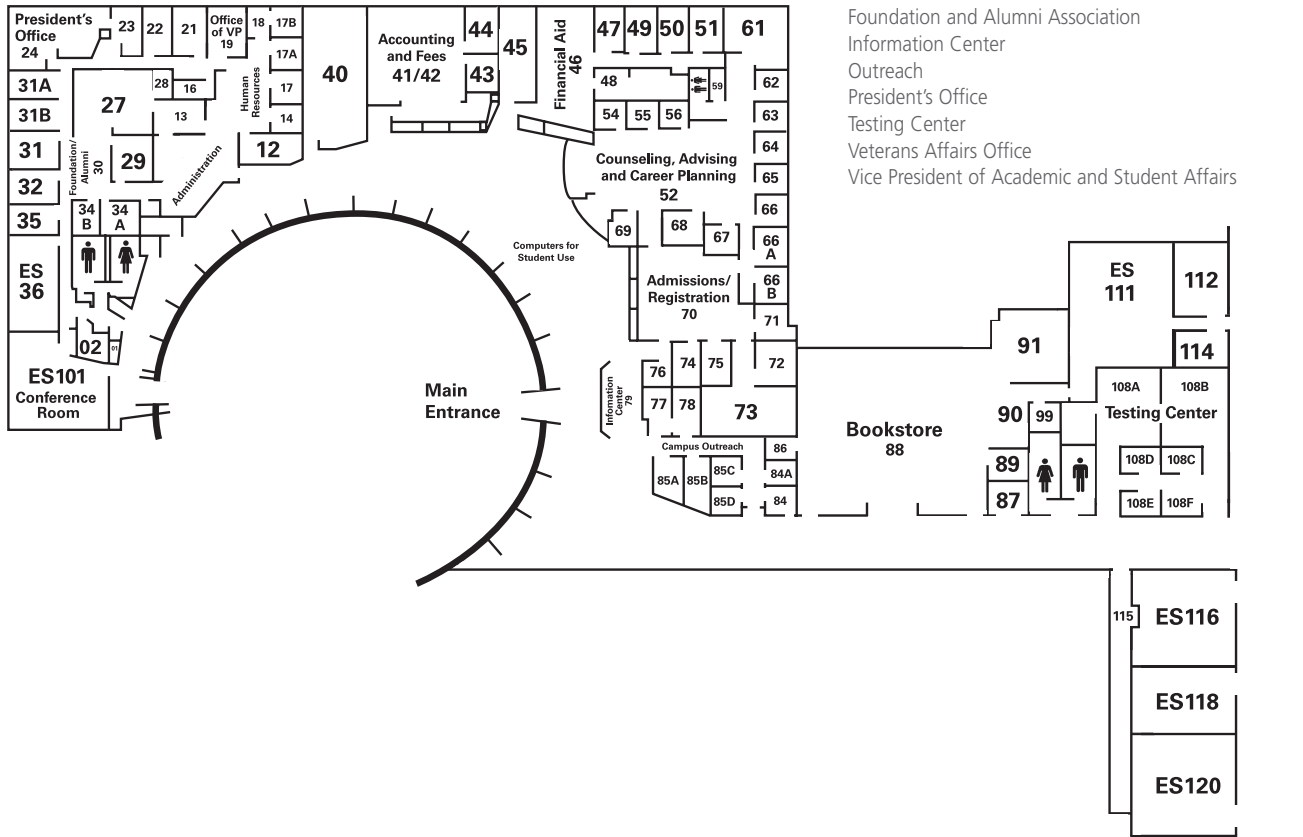 President's
Office
24
23
22
21
Office
of VP
19
18
17B
17A
17
14
Human
Resources
31A
31B
31
32
35
27
28
16
13
29
Foundation/
Alumni
30
Administration
12
34
B
34
A
ES
36
02
01
ES101
Conference
Room
40
Accounting
and Fees
41/42
44
43
45
Financial Aid
46
47
49
50
51
61
48
59
54
55
56
62
63
64
65
66
66
A
66
B
71
72
Counseling, Advising
and Career Planning
52
69
68
67
Computers for
Student Use
Admissions/
Registration
70
74
75
76
77
78
73
Information
Center
79
Main
Entrance
Campus Outreach
86
84A
84
85A
85B
85C
85D
Bookstore
88
91
90
99
89
87
ES
111
112
114
108A
108B
Testing Center
108D
108C
108E
108F
115
ES116
ES118
ES120
Foundation and Alumni Association
Information Center
Outreach
President's Office
Testing Center
Veterans Affairs Office
Vice President of Academic and Student Affairs